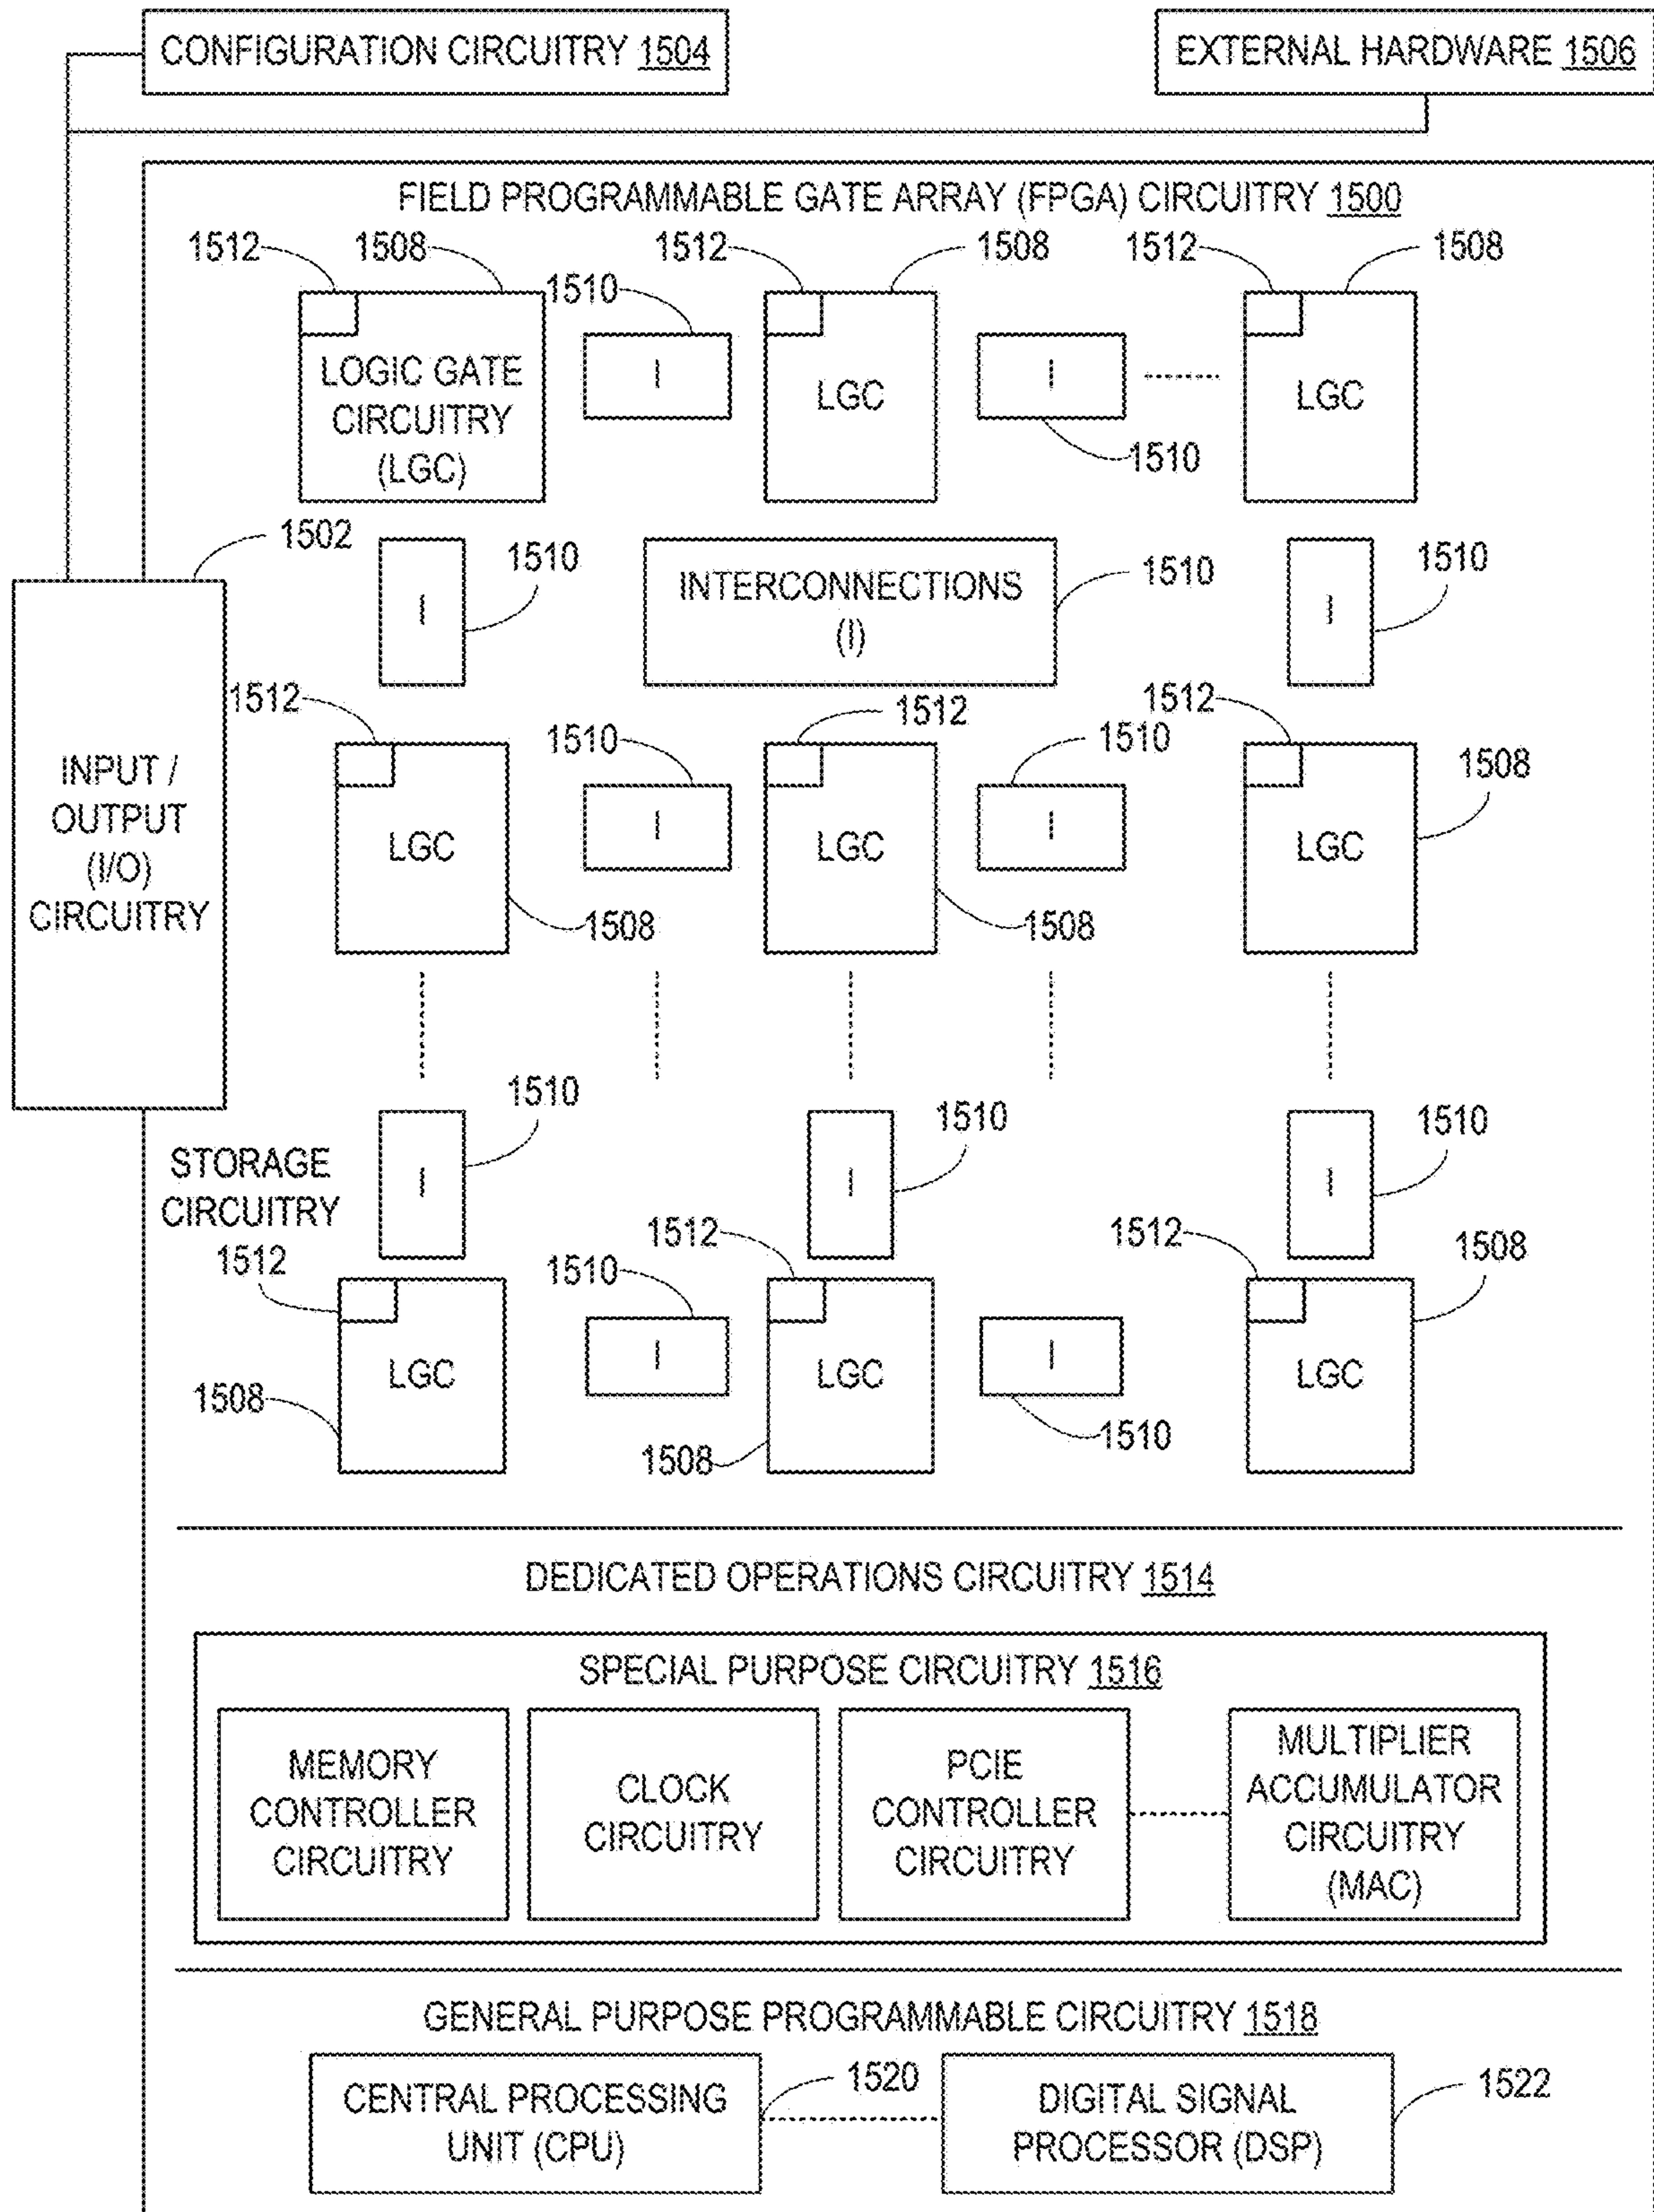 CONFIGURATION CIRCUITRY 1504
EXTERNAL HARDWARE 1506
FIELD PROGRAMMABLE GATE ARRAY (FPGA) CIRCUITRY 1500
1512
1508
1510
1512
1508
1512
1508
LOGIC GATE
CIRCUITRY
(LGC)
I
LGC
I
1510
LGC
1502
1510
I
INTERCONNECTIONS
(I)
1510
I
1510
INPUT /
OUTPUT
(I/O)
CIRCUITRY
1512
LGC
1508
1510
I
1512
LGC
1508
1510
I
1512
LGC
1508
1510
I
1510
I
1510
I
STORAGE
CIRCUITRY
1512
LGC
1508
1510
I
1512
LGC
1508
I
1510
1512
LGC
1508
DEDICATED OPERATIONS CIRCUITRY 1514
SPECIAL PURPOSE CIRCUITRY 1516
MEMORY
CONTROLLER
CIRCUITRY
CLOCK
CIRCUITRY
PCIE
CONTROLLER
CIRCUITRY
MULTIPLIER
ACCUMULATOR
CIRCUITRY
(MAC)
GENERAL PURPOSE PROGRAMMABLE CIRCUITRY 1518
CENTRAL PROCESSING
UNIT (CPU)
1520
DIGITAL SIGNAL
PROCESSOR (DSP)
1522